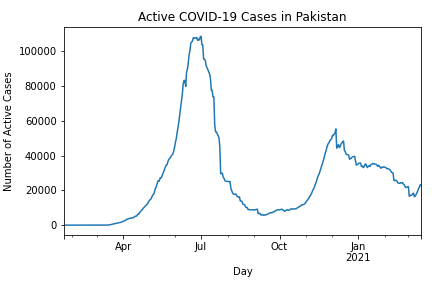 Active COVID-19 Cases in Pakistan
Number of Active Cases
100000
80000
60000
40000
20000
0
Apr Jul Oct Jan
2021
Day